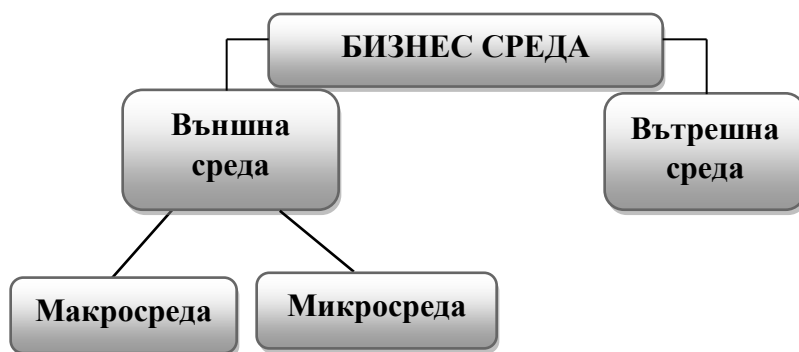 БИЗНЕС СРЕДА
Външна
среда
Вътрешна
среда
Макросреда
Микросреда